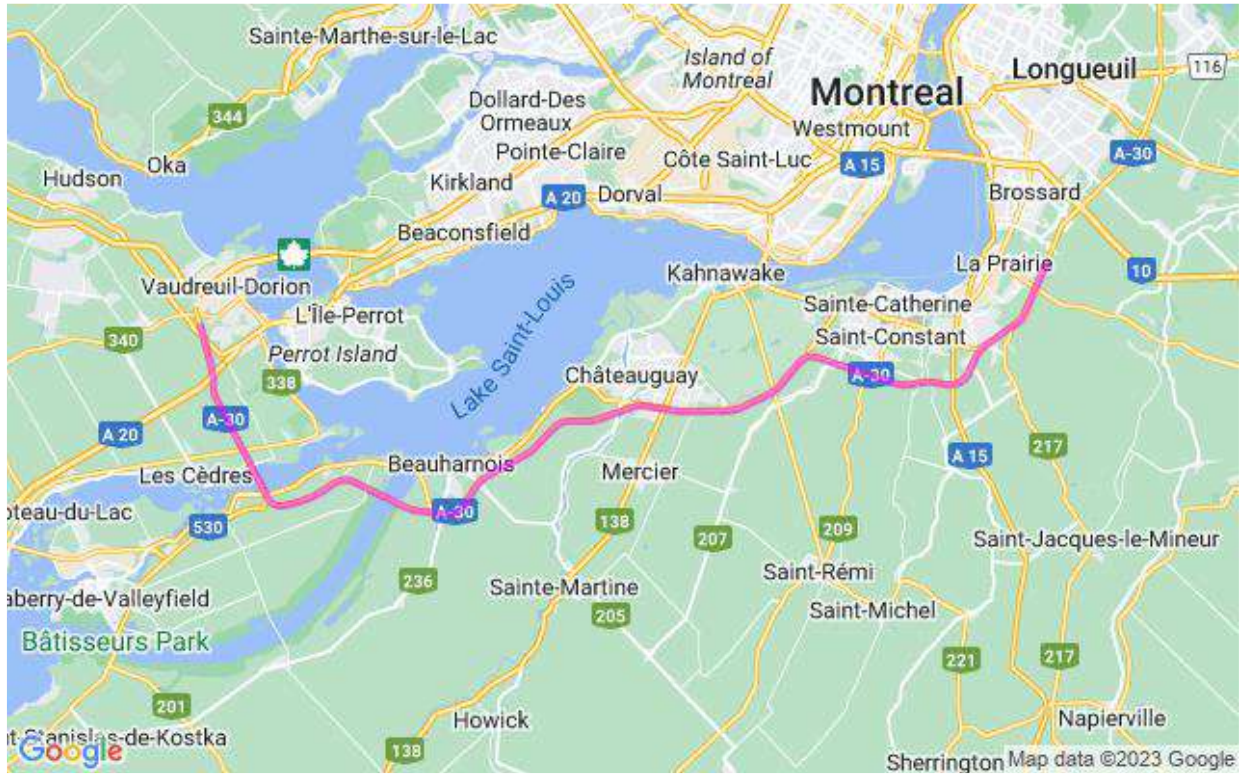 Sainte-Marthe-sur-le-Lac
Island of
Montreal
Longueuil
116
Montreal
344
Dollard-Des
Ormeaux
Westmount
Oka
Pointe-Claire
Côte Saint-Luc
A 15
A-30
Hudson
Kirkland
A 20
Dorval
Brossard
Beaconsfield
Vaudreuil-Dorion
Kahnawake
La Prairie
10
L'Île-Perrot
Sainte-Catherine
340
Perrot Island
Lake Saint-Louis
Saint-Constant
338
Châteauguay
A-30
A-30
A 20
Les Cèdres
Beauharnois
Mercier
A 15
217
oteau-du-Lac
530
A-30
138
207
209
Saint-Jacques-le-Mineur
aberry-de-Valleyfield
236
Sainte-Martine
Saint-Rémi
205
Saint-Michel
Bâtisseurs Park
221
217
201
Howick
Napierville
nt-Stanislas-de-Kostka
138
Google
Sherrington
Map data ©2023 Google